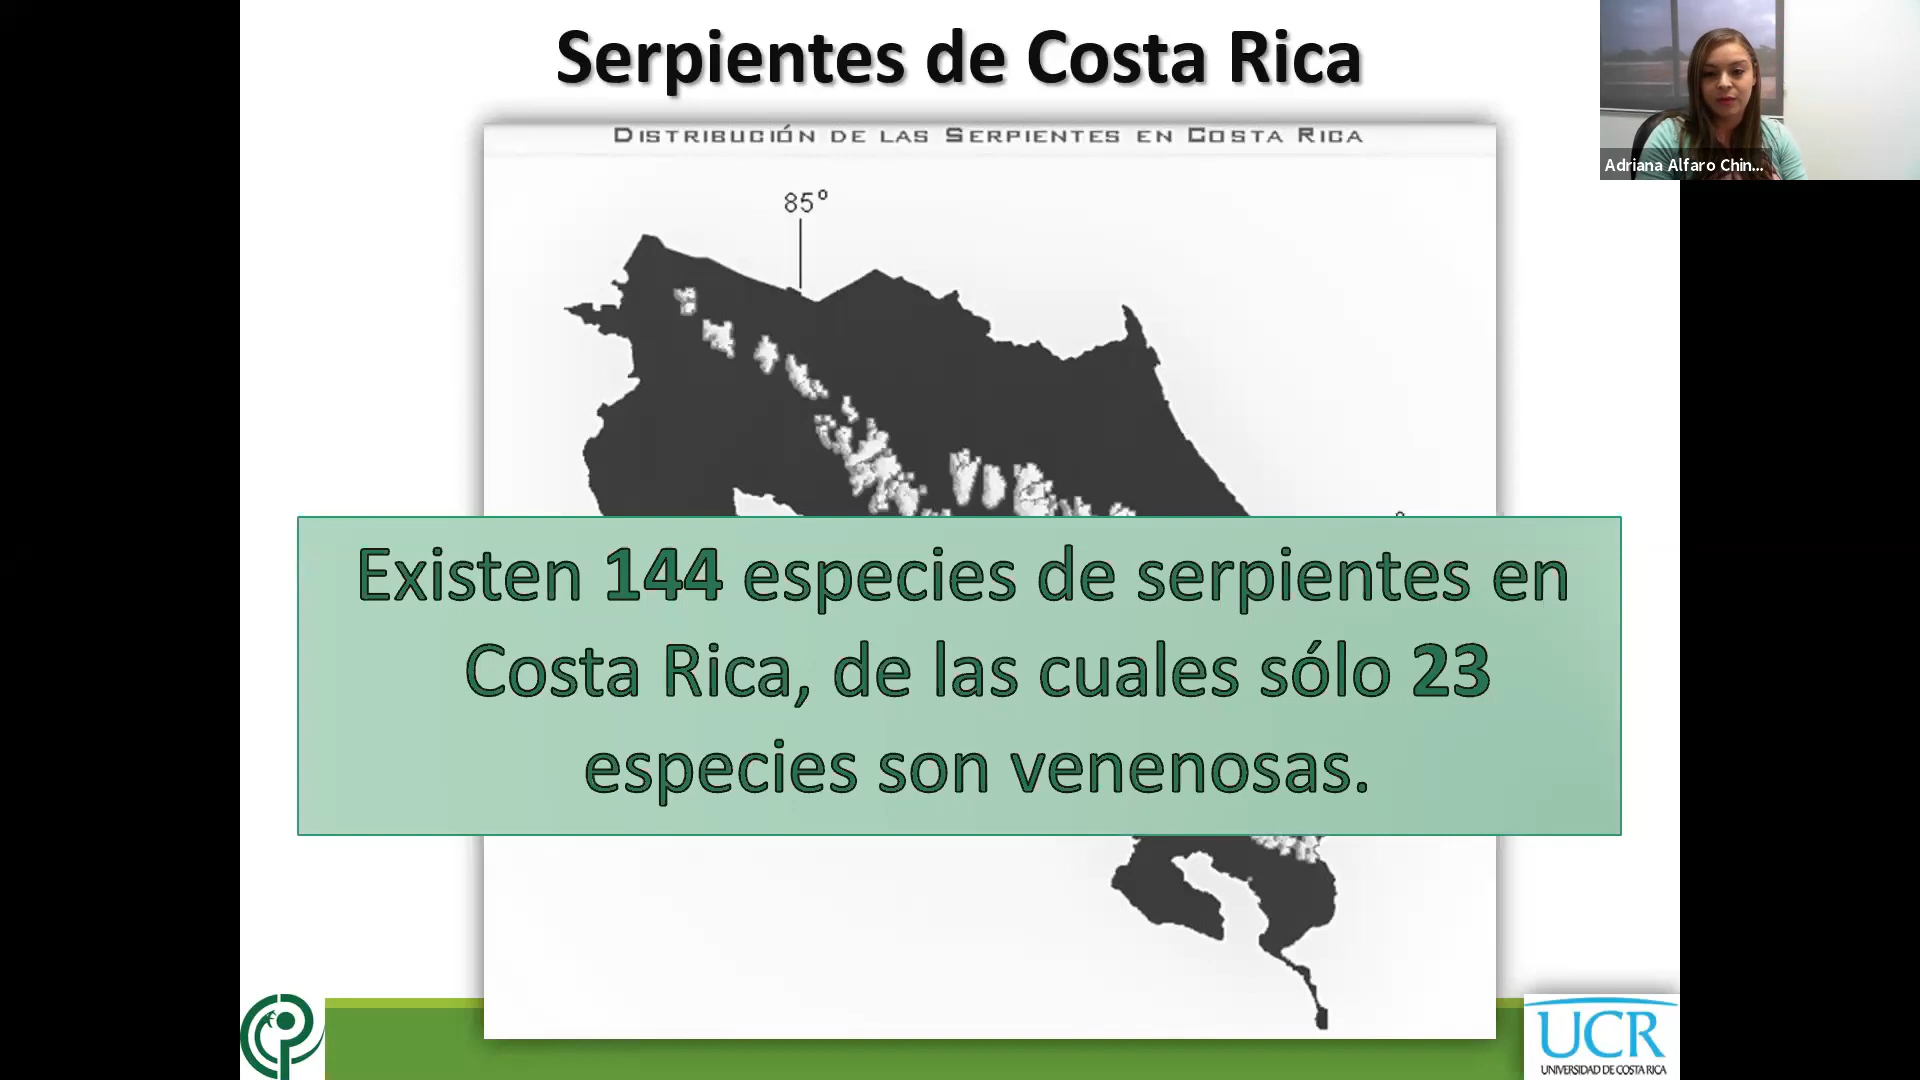 Serpientes de Costa Rica
Adriana Alfaro Chin...
Distribución de las Serpientes en Costa Rica
85º
Existen 144 especies de serpientes en
Costa Rica, de las cuales sólo 23
especies son venenosas.
UCR
UNIVERSIDAD DE COSTA RICA